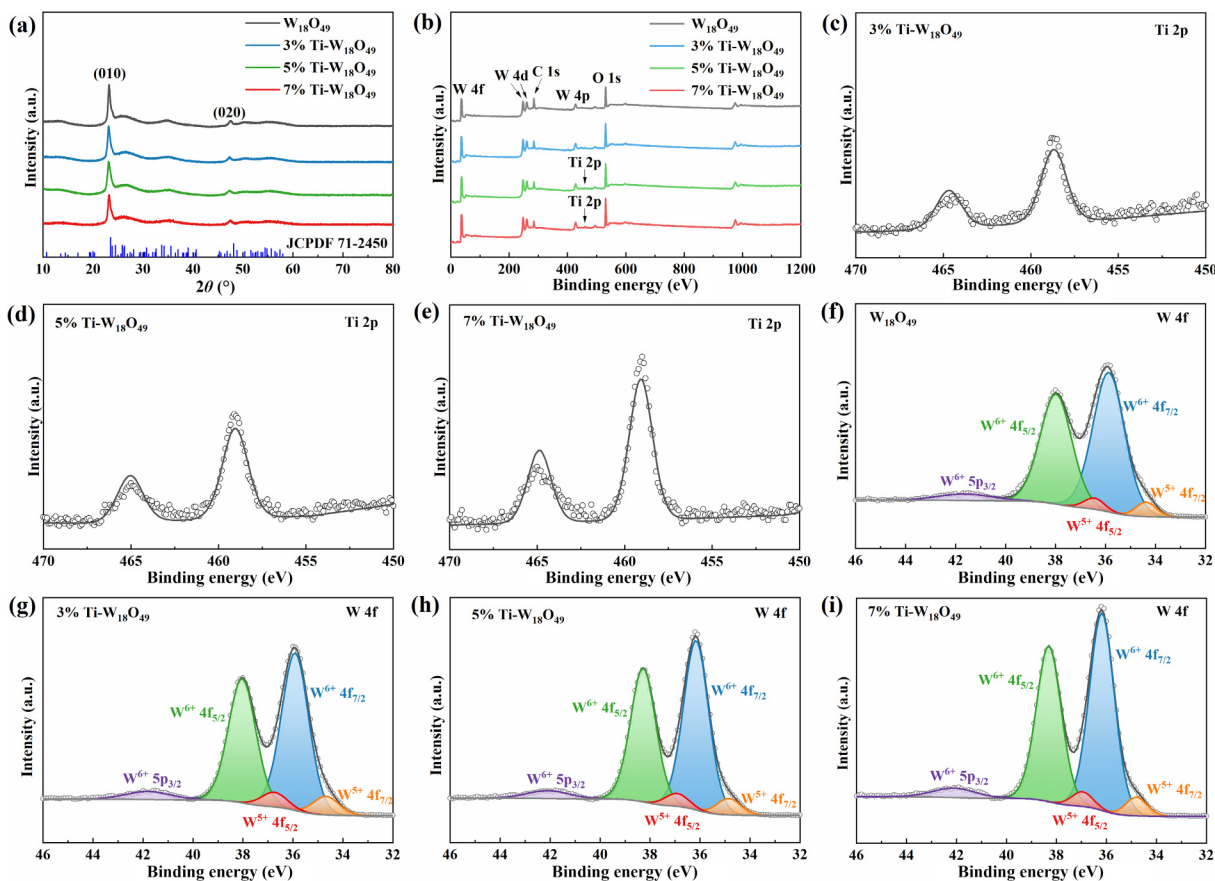 (a)
W₁₈O₄₉
3% Ti-W₁₈O₄₉
5% Ti-W₁₈O₄₉
7% Ti-W₁₈O₄₉
(010)
(020)
JCPDF 71-2450
Intensity (a.u.)
10 20 30 40 50 60 70 80
2θ (°)
(b)
W₁₈O₄₉
3% Ti-W₁₈O₄₉
5% Ti-W₁₈O₄₉
7% Ti-W₁₈O₄₉
W 4f
W 4d
C 1s
W 4p
O 1s
Ti 2p
Ti 2p
Intensity (a.u.)
0 200 400 600 800 1000 1200
Binding energy (eV)
(c)
3% Ti-W₁₈O₄₉
Ti 2p
Intensity (a.u.)
470 465 460 455 450
Binding energy (eV)
(d)
5% Ti-W₁₈O₄₉
Ti 2p
Intensity (a.u.)
470 465 460 455 450
Binding energy (eV)
(e)
7% Ti-W₁₈O₄₉
Ti 2p
Intensity (a.u.)
470 465 460 455 450
Binding energy (eV)
(f)
W₁₈O₄₉
W 4f
W⁶⁺ 4f₇/₂
W⁶⁺ 4f₅/₂
W⁶⁺ 5p₃/₂
W⁵⁺ 4f₇/₂
W⁵⁺ 4f₅/₂
Intensity (a.u.)
46 44 42 40 38 36 34 32
Binding energy (eV)
(g)
3% Ti-W₁₈O₄₉
W 4f
W⁶⁺ 4f₇/₂
W⁶⁺ 4f₅/₂
W⁶⁺ 5p₃/₂
W⁵⁺ 4f₇/₂
W⁵⁺ 4f₅/₂
Intensity (a.u.)
46 44 42 40 38 36 34 32
Binding energy (eV)
(h)
5% Ti-W₁₈O₄₉
W 4f
W⁶⁺ 4f₇/₂
W⁶⁺ 4f₅/₂
W⁶⁺ 5p₃/₂
W⁵⁺ 4f₇/₂
W⁵⁺ 4f₅/₂
Intensity (a.u.)
46 44 42 40 38 36 34 32
Binding energy (eV)
(i)
7% Ti-W₁₈O₄₉
W 4f
W⁶⁺ 4f₇/₂
W⁶⁺ 4f₅/₂
W⁶⁺ 5p₃/₂
W⁵⁺ 4f₇/₂
W⁵⁺ 4f₅/₂
Intensity (a.u.)
46 44 42 40 38 36 34 32
Binding energy (eV)